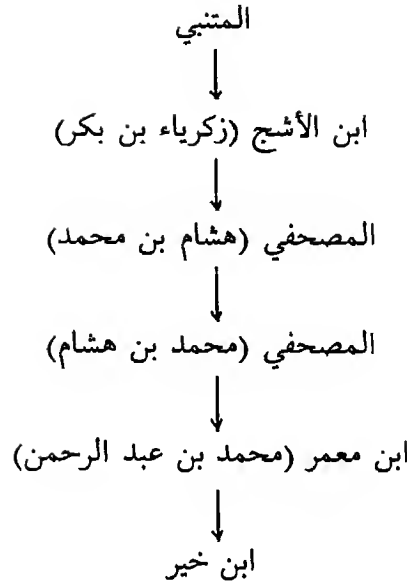 المتنبي
ابن الأشج (زكرياء بن بكر)
المصحفي (هشام بن محمد)
المصحفي (محمد بن هشام)
ابن معمر (محمد بن عبد الرحمن)
ابن خير